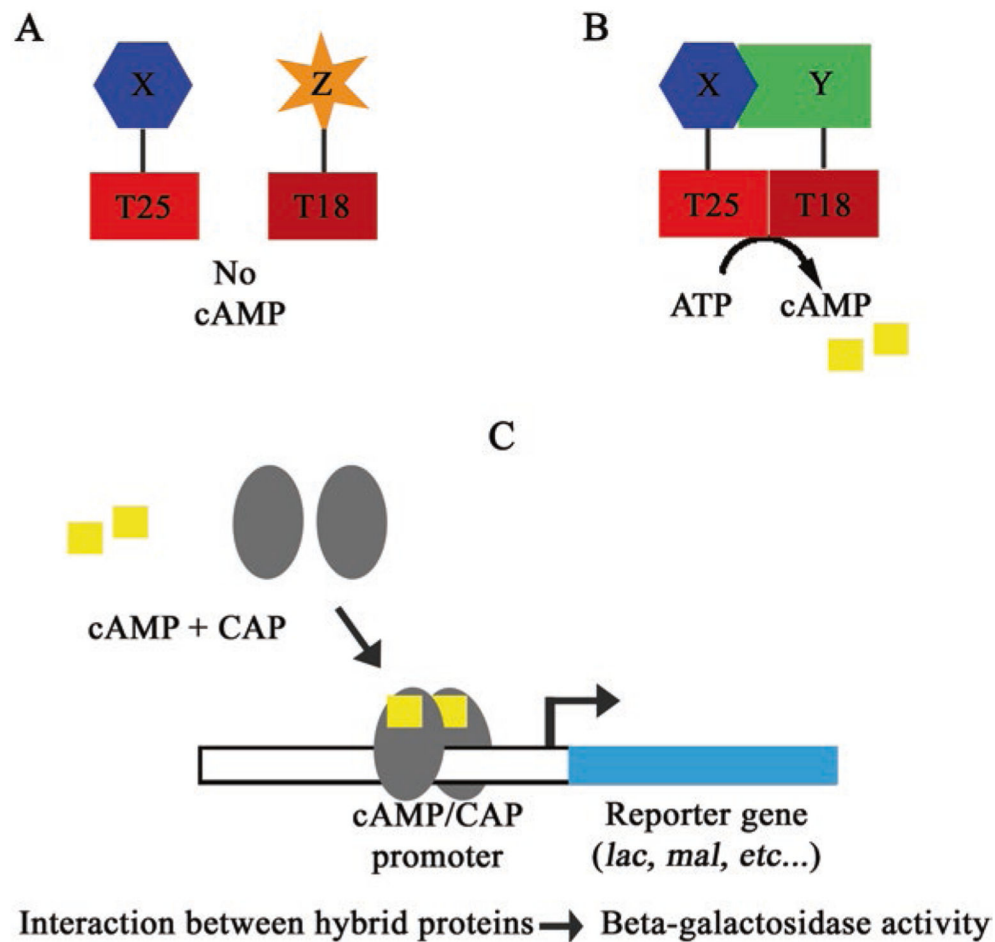 A
B
X
Z
X
Y
T25
T18
T25
T18
No
cAMP
ATP
cAMP
C
cAMP + CAP
cAMP/CAP
promoter
Reporter gene
(lac, mal, etc...)
Interaction between hybrid proteins → Beta-galactosidase activity